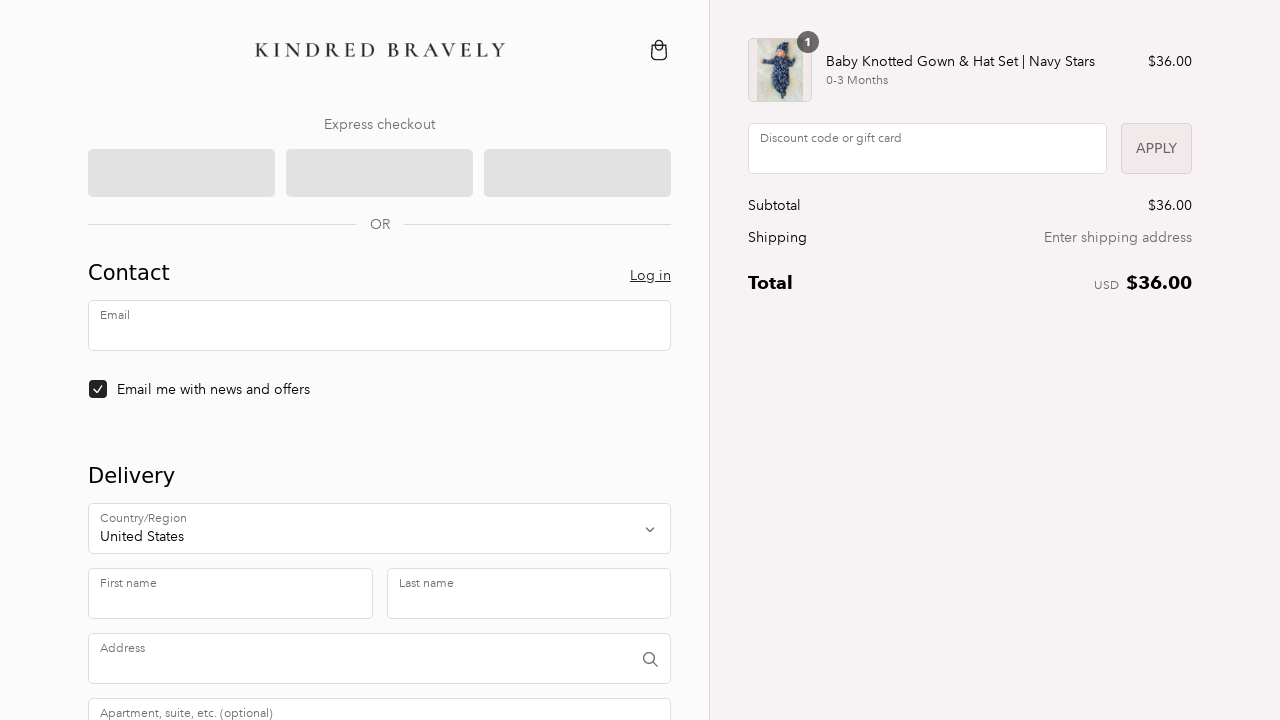 KINDRED BRAVELY
Express checkout
OR
Contact
Log in
Email
Email me with news and offers
Delivery
Country/Region
United States
First name
Last name
Address
Apartment, suite, etc. (optional)
1
Baby Knotted Gown & Hat Set | Navy Stars
$36.00
0-3 Months
Discount code or gift card
APPLY
Subtotal
$36.00
Shipping
Enter shipping address
Total
USD $36.00